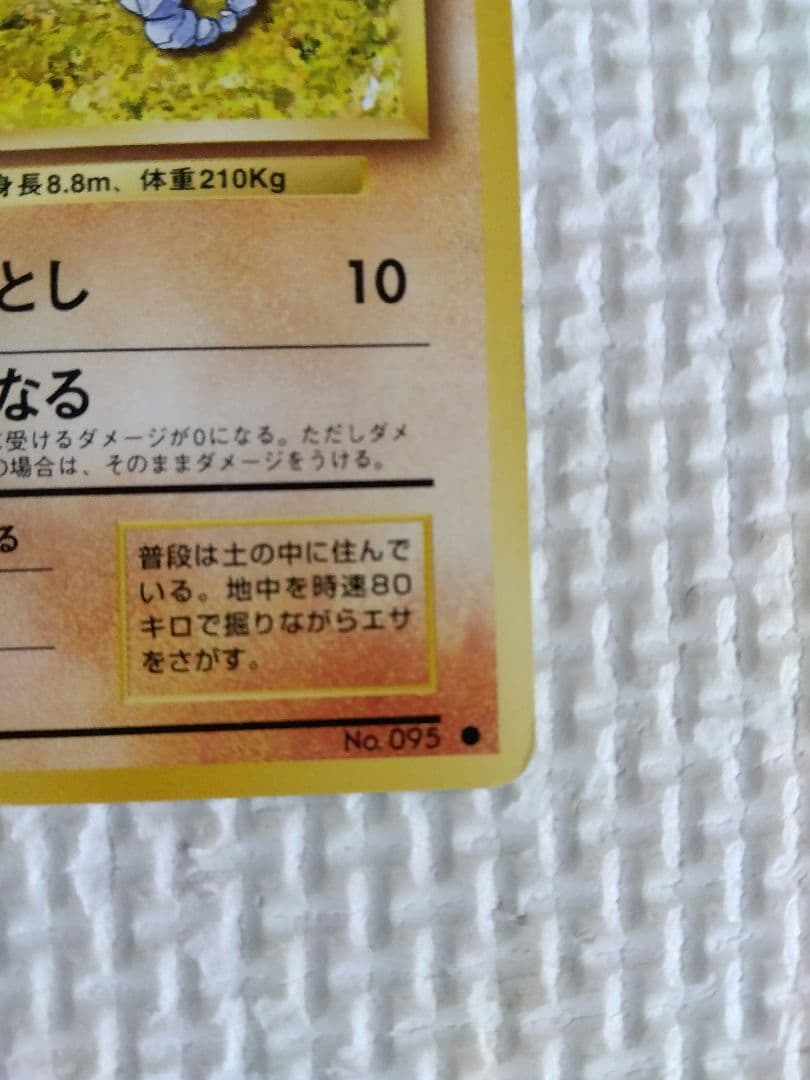 身長8.8m、体重210Kg
とし 10
なる
受けるダメージが0になる。ただしダメ
の場合は、そのままダメージをうける。
る
普段は土の中に住んで
いる。地中を時速80
キロで掘りながらエサ
をさがす。
No. 095 ●